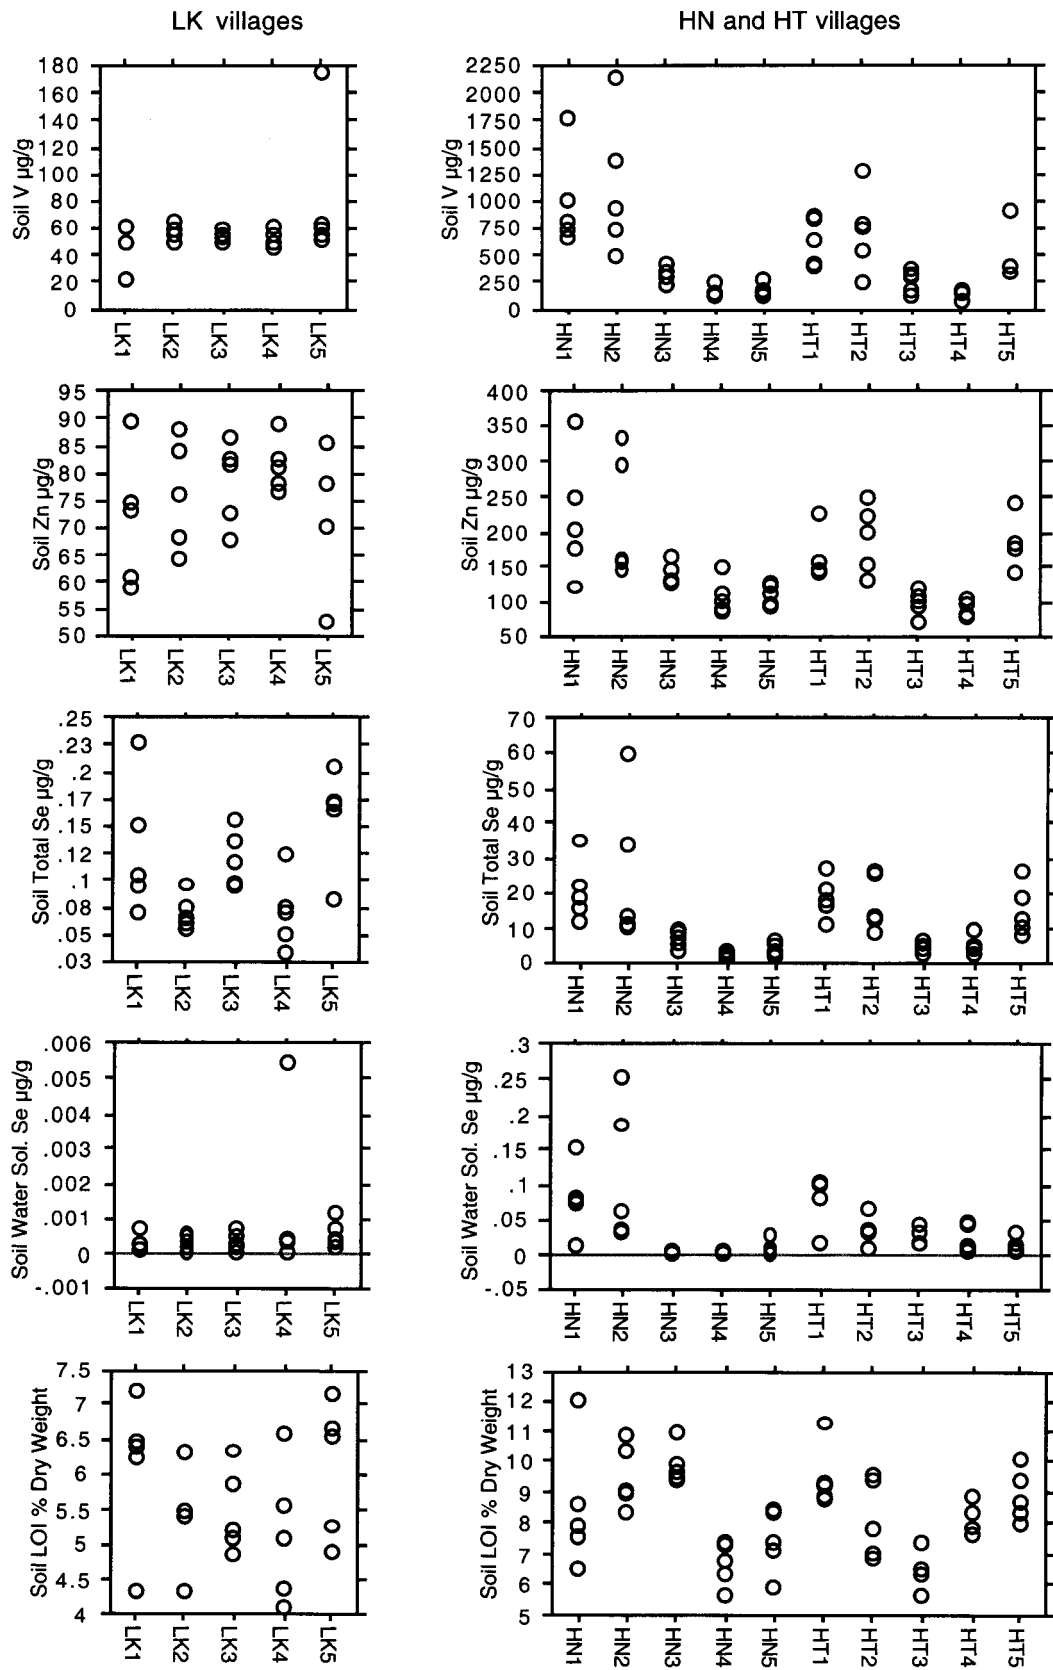 LK villages
HN and HT villages
Soil V µg/g
180
160
140
120
100
80
60
40
20
0
LK1
LK2
LK3
LK4
LK5
Soil V µg/g
2250
2000
1750
1500
1250
1000
750
500
250
0
HN1
HN2
HN3
HN4
HN5
HT1
HT2
HT3
HT4
HT5
Soil Zn µg/g
95
90
85
80
75
70
65
60
55
50
LK1
LK2
LK3
LK4
LK5
Soil Zn µg/g
400
350
300
250
200
150
100
50
HN1
HN2
HN3
HN4
HN5
HT1
HT2
HT3
HT4
HT5
Soil Total Se µg/g
.25
.23
.2
.17
.15
.12
.1
.08
.05
.03
LK1
LK2
LK3
LK4
LK5
Soil Total Se µg/g
70
60
50
40
30
20
10
0
HN1
HN2
HN3
HN4
HN5
HT1
HT2
HT3
HT4
HT5
Soil Water Sol. Se µg/g
.006
.005
.004
.003
.002
.001
0
-.001
LK1
LK2
LK3
LK4
LK5
Soil Water Sol. Se µg/g
.3
.25
.2
.15
.1
.05
0
-.05
HN1
HN2
HN3
HN4
HN5
HT1
HT2
HT3
HT4
HT5
Soil LOI % Dry Weight
7.5
7
6.5
6
5.5
5
4.5
4
LK1
LK2
LK3
LK4
LK5
Soil LOI % Dry Weight
13
12
11
10
9
8
7
6
5
HN1
HN2
HN3
HN4
HN5
HT1
HT2
HT3
HT4
HT5